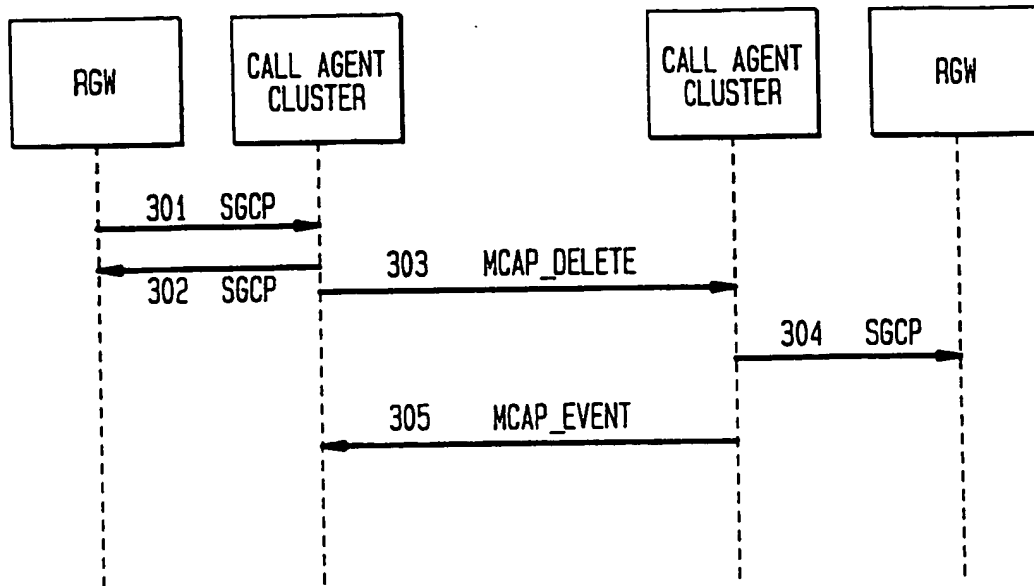 RGW
CALL AGENT
CLUSTER
CALL AGENT
CLUSTER
RGW
301 SGCP
302 SGCP
303 MCAP_DELETE
304 SGCP
305 MCAP_EVENT